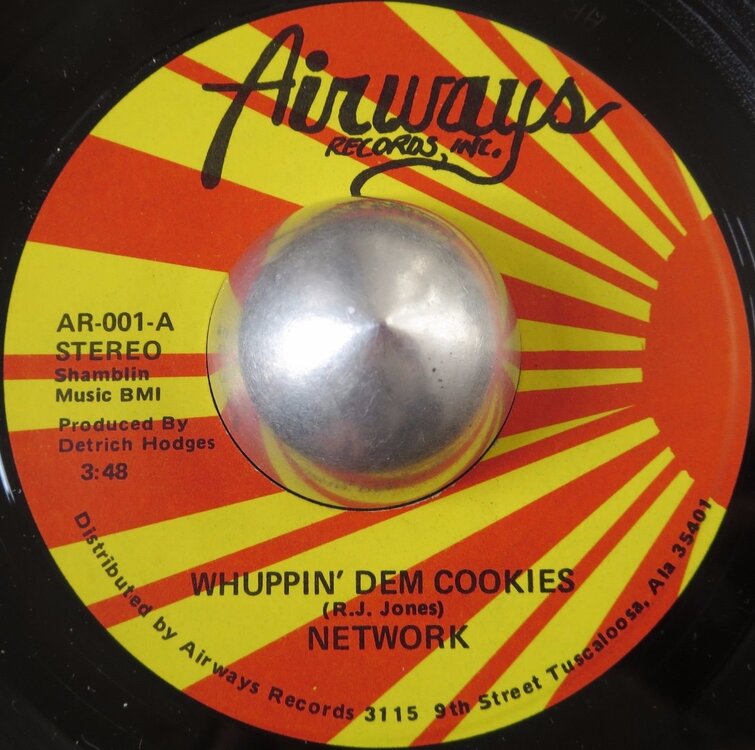 Airways
RECORDS, INC.
AR-001-A
STEREO
Shamblin
Music BMI
Produced By
Detrich Hodges
3:48
WHUPPIN' DEM COOKIES
(R.J. Jones)
NETWORK
Distributed by Airways Records 3115 9th Street Tuscaloosa, Ala 35401